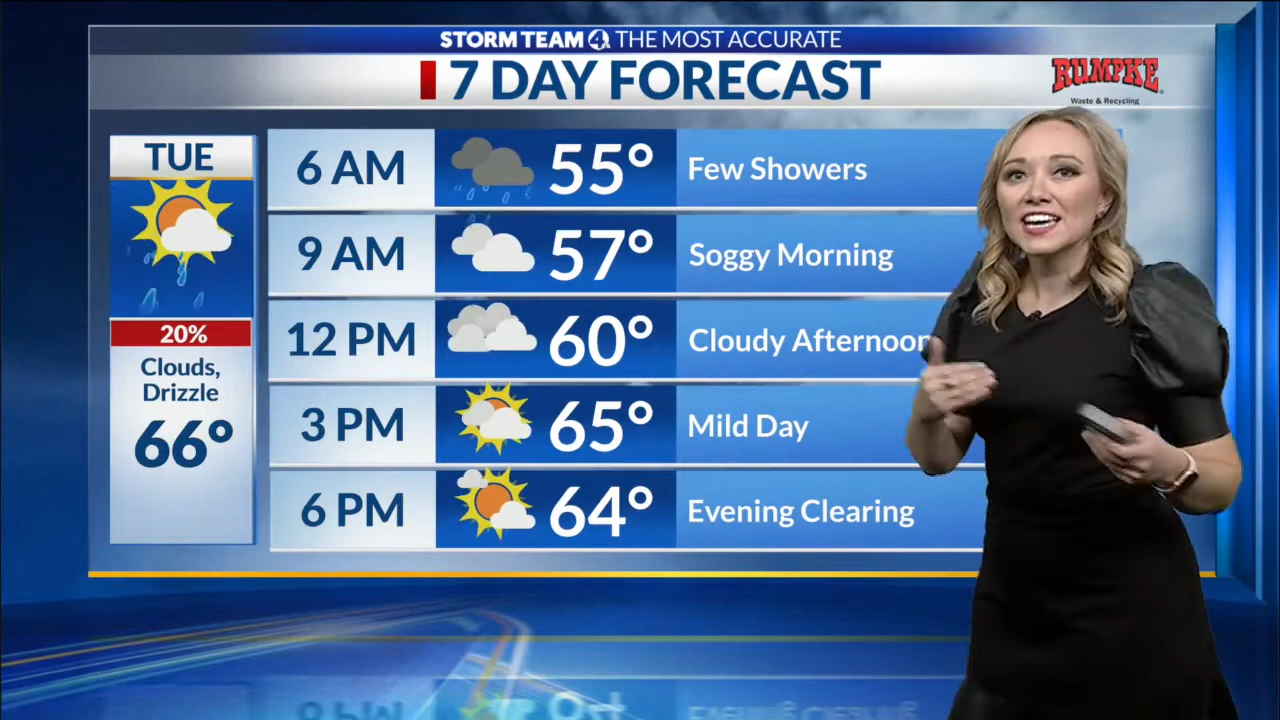 STORM TEAM 4 THE MOST ACCURATE
7 DAY FORECAST
RUMPKE
Waste & Recycling
TUE
20%
Clouds,
Drizzle
66°
6 AM 55° Few Showers
9 AM 57° Soggy Morning
12 PM 60° Cloudy Afternoon
3 PM 65° Mild Day
6 PM 64° Evening Clearing